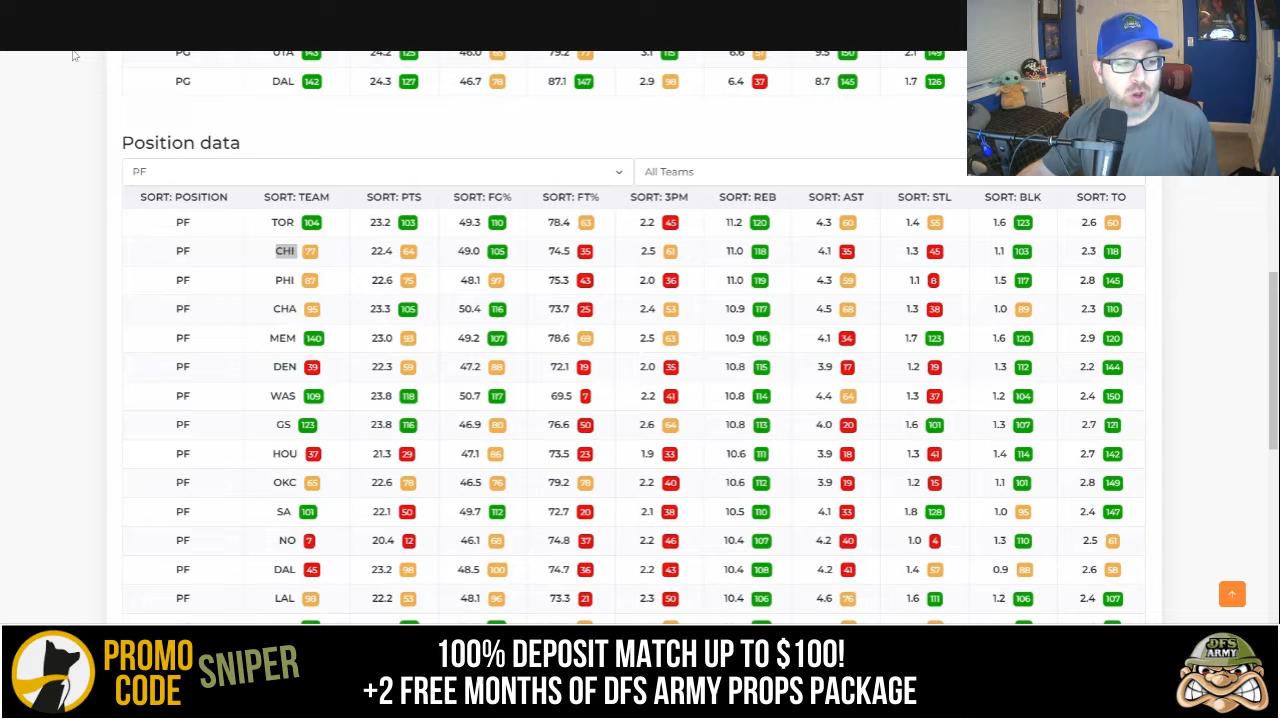 PG UTA 143 24.2 125 46.0 65 79.2 77 3.1 115 6.6 51 9.5 150 2.1 149
PG DAL 142 24.3 127 46.7 78 87.1 147 2.9 98 6.4 37 8.7 145 1.7 126
Position data
PF All Teams
SORT: POSITION SORT: TEAM SORT: PTS SORT: FG% SORT: FT% SORT: 3PM SORT: REB SORT: AST SORT: STL SORT: BLK SORT: TO
PF TOR 104 23.2 103 49.3 110 78.4 63 2.2 45 11.2 120 4.3 60 1.4 55 1.6 123 2.6 60
PF CHI 77 22.4 64 49.0 105 74.5 35 2.5 61 11.0 118 4.1 35 1.3 45 1.1 103 2.3 118
PF PHI 87 22.6 75 48.1 97 75.3 43 2.0 36 11.0 119 4.3 59 1.1 8 1.5 117 2.8 145
PF CHA 95 23.3 105 50.4 116 73.7 25 2.4 53 10.9 117 4.5 68 1.3 38 1.0 89 2.3 110
PF MEM 140 23.0 93 49.2 107 78.6 69 2.5 63 10.9 116 4.1 34 1.7 123 1.6 120 2.9 120
PF DEN 39 22.3 59 47.2 88 72.1 19 2.0 35 10.8 115 3.9 17 1.2 19 1.3 112 2.2 144
PF WAS 109 23.8 118 50.7 117 69.5 7 2.2 41 10.8 114 4.4 64 1.3 37 1.2 104 2.4 150
PF GS 123 23.8 116 46.9 80 76.6 50 2.6 64 10.8 113 4.0 20 1.6 101 1.3 107 2.7 121
PF HOU 37 21.3 29 47.1 86 73.5 23 1.9 33 10.6 111 3.9 18 1.3 41 1.4 114 2.7 142
PF OKC 65 22.6 78 46.5 76 79.2 78 2.2 40 10.6 112 3.9 19 1.2 15 1.1 101 2.8 149
PF SA 101 22.1 50 49.7 112 72.7 20 2.1 38 10.5 110 4.1 33 1.8 128 1.0 95 2.4 147
PF NO 7 20.4 12 46.1 68 74.8 37 2.2 46 10.4 107 4.2 40 1.0 4 1.3 110 2.5 61
PF DAL 45 23.2 98 48.5 100 74.7 36 2.2 43 10.4 108 4.2 41 1.4 57 0.9 88 2.6 58
PF LAL 98 22.2 53 48.1 96 73.3 21 2.3 50 10.4 106 4.6 76 1.6 111 1.2 106 2.4 107
PROMO CODE SNIPER
100% DEPOSIT MATCH UP TO $100!
+2 FREE MONTHS OF DFS ARMY PROPS PACKAGE
DFS ARMY